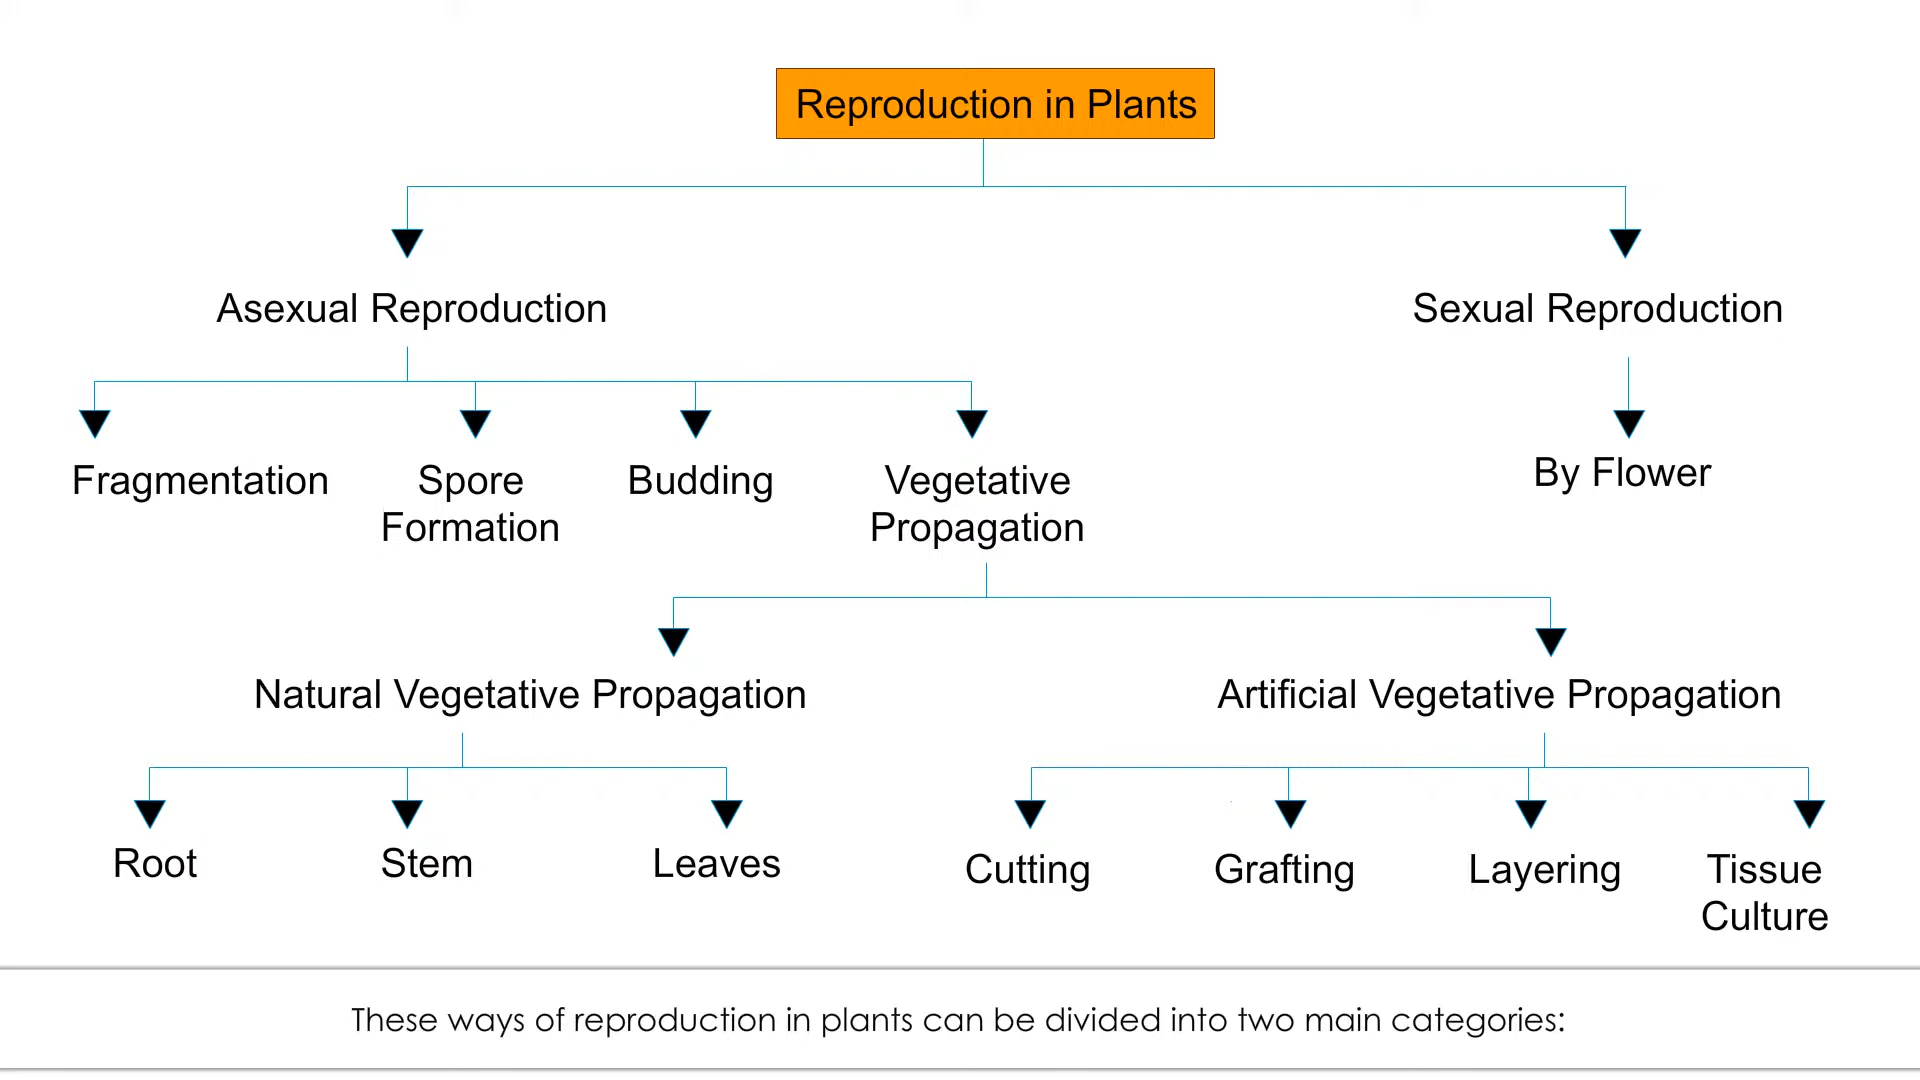 Reproduction in Plants
Asexual Reproduction
Sexual Reproduction
Fragmentation
Spore
Formation
Budding
Vegetative
Propagation
By Flower
Natural Vegetative Propagation
Artificial Vegetative Propagation
Root
Stem
Leaves
Cutting
Grafting
Layering
Tissue
Culture
These ways of reproduction in plants can be divided into two main categories: